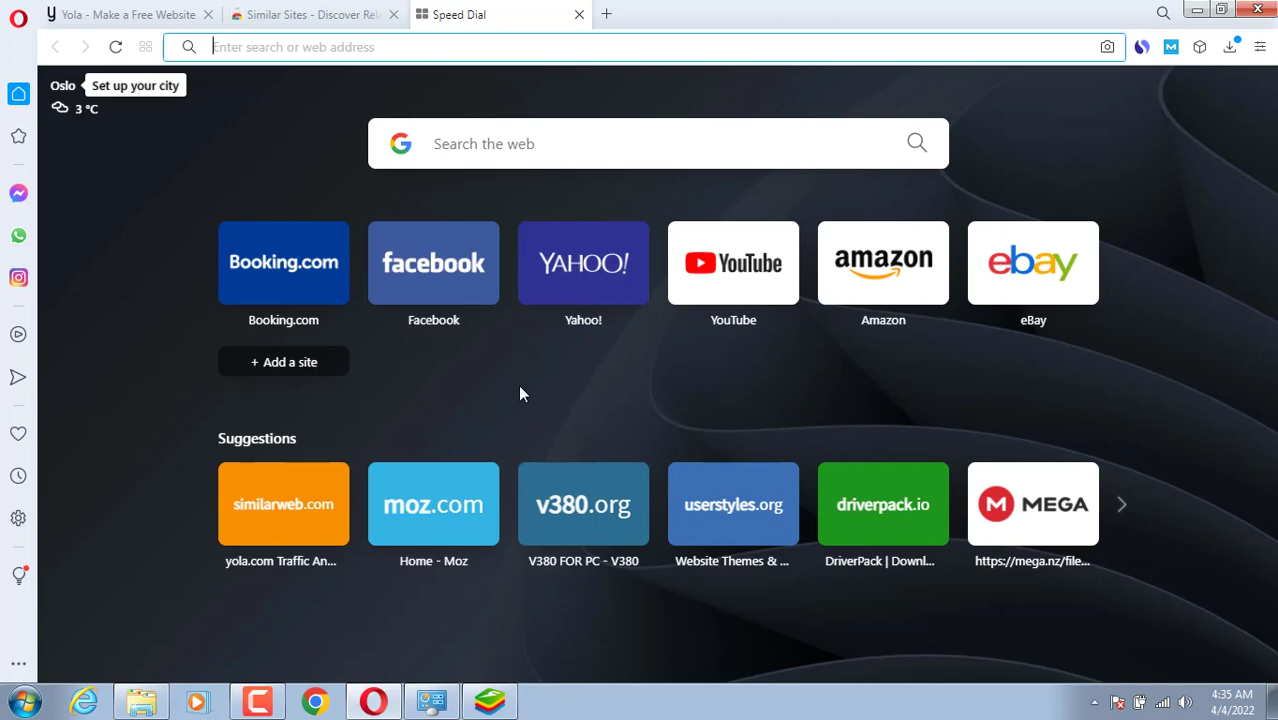 Yola - Make a Free Website
Similar Sites - Discover Rel
Speed Dial
Enter search or web address
Oslo
Set up your city
3 °C
Search the web
Booking.com
facebook
YAHOO!
YouTube
amazon
ebay
Booking.com
Facebook
Yahoo!
YouTube
Amazon
eBay
+ Add a site
Suggestions
similarweb.com
moz.com
v380.org
userstyles.org
driverpack.io
M MEGA
yola.com Traffic An...
Home - Moz
V380 FOR PC - V380
Website Themes & ...
DriverPack | Downl...
https://mega.nz/file...
4:35 AM
4/4/2022